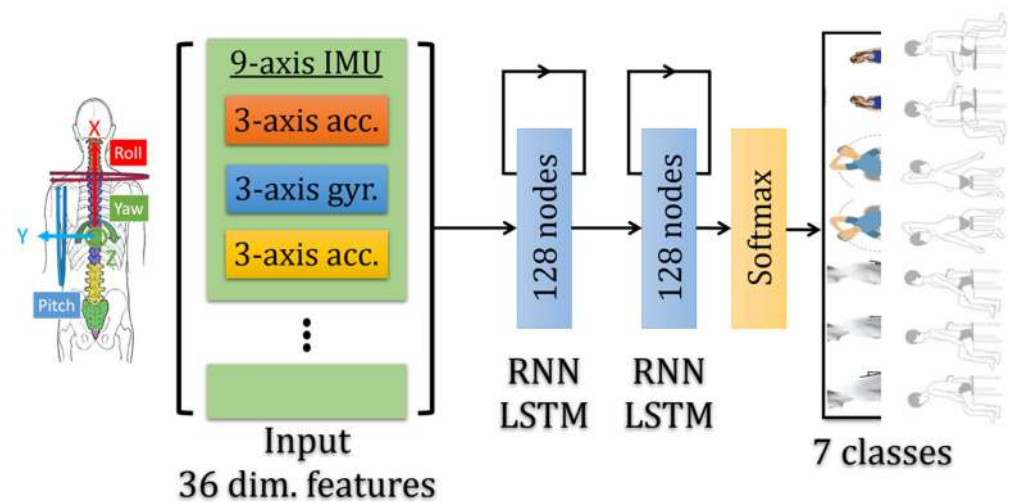 X
Roll
Yaw
Y
Z
Pitch
9-axis IMU
3-axis acc.
3-axis gyr.
3-axis acc.
Input
36 dim. features
128 nodes
RNN
LSTM
128 nodes
RNN
LSTM
Softmax
7 classes